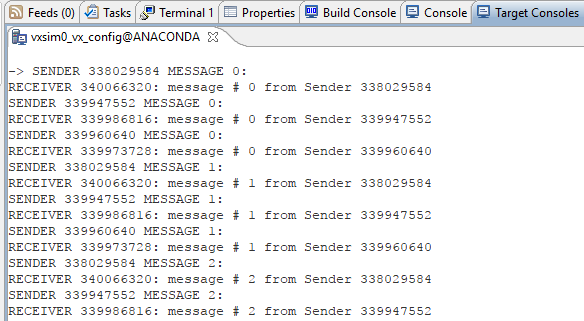 Feeds (0) Tasks Terminal 1 Properties Build Console Console Target Consoles
vxsim0_vx_config@ANACONDA
-> SENDER 338029584 MESSAGE 0:
RECEIVER 340066320: message # 0 from Sender 338029584
SENDER 339947552 MESSAGE 0:
RECEIVER 339986816: message # 0 from Sender 339947552
SENDER 339960640 MESSAGE 0:
RECEIVER 339973728: message # 0 from Sender 339960640
SENDER 338029584 MESSAGE 1:
RECEIVER 340066320: message # 1 from Sender 338029584
SENDER 339947552 MESSAGE 1:
RECEIVER 339986816: message # 1 from Sender 339947552
SENDER 339960640 MESSAGE 1:
RECEIVER 339973728: message # 1 from Sender 339960640
SENDER 338029584 MESSAGE 2:
RECEIVER 340066320: message # 2 from Sender 338029584
SENDER 339947552 MESSAGE 2:
RECEIVER 339986816: message # 2 from Sender 339947552